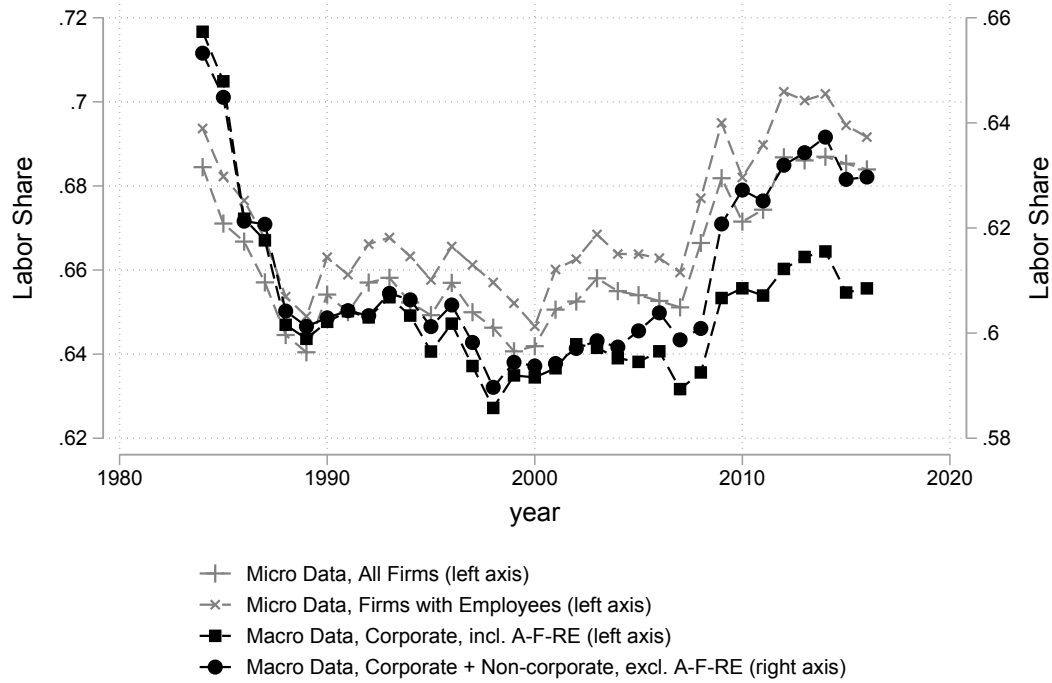 .72
.7
.68
.66
.64
.62
Labor Share
.66
.64
.62
.6
.58
Labor Share
1980 1990 2000 2010 2020
year
Micro Data, All Firms (left axis)
Micro Data, Firms with Employees (left axis)
Macro Data, Corporate, incl. A-F-RE (left axis)
Macro Data, Corporate + Non-corporate, excl. A-F-RE (right axis)